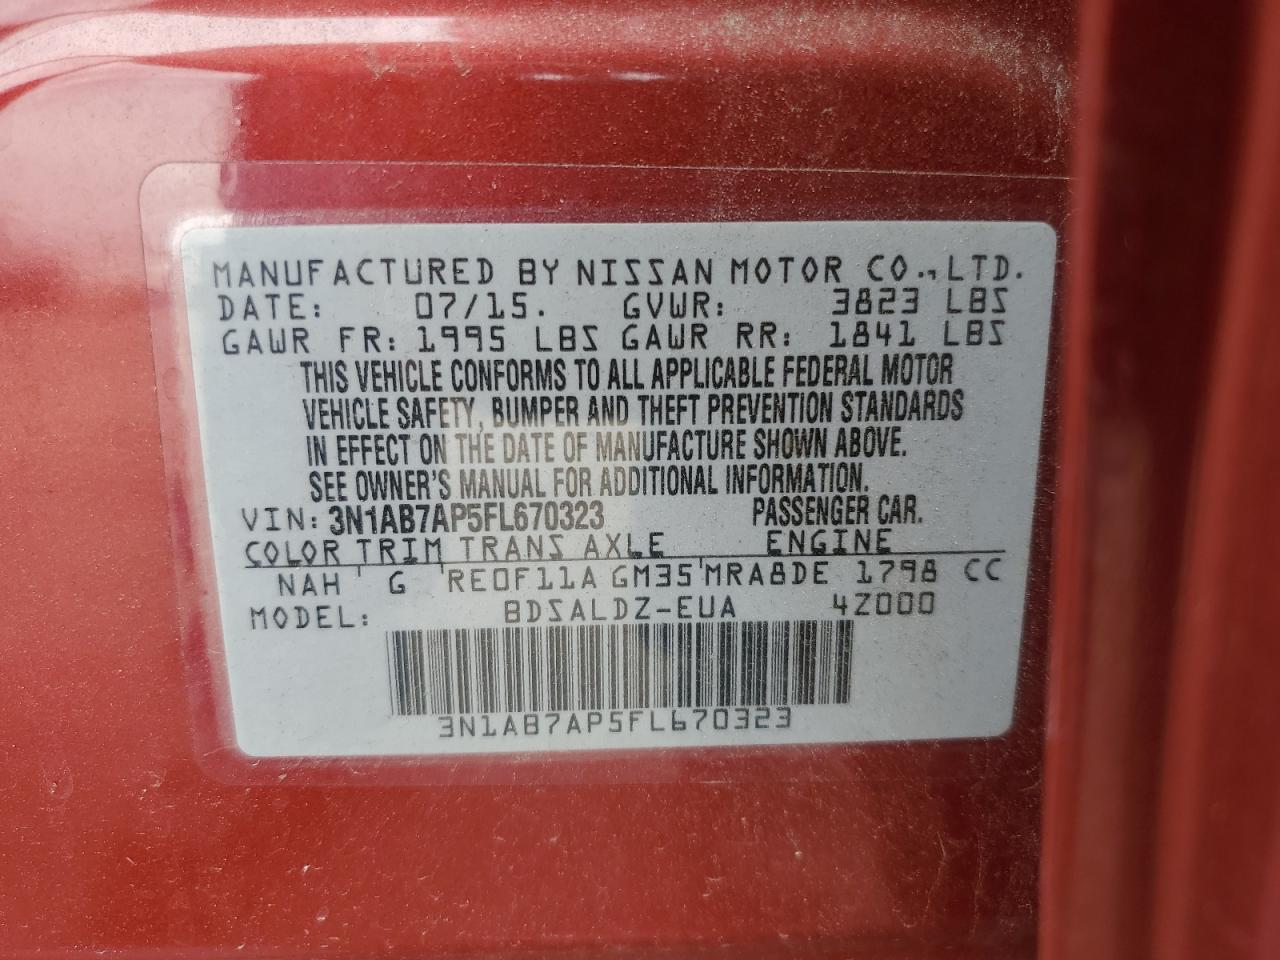 MANUFACTURED BY NISSAN MOTOR CO., LTD.
DATE: 07/15. GVWR: 3823 LBS
GAWR FR: 1995 LBS GAWR RR: 1841 LBS
THIS VEHICLE CONFORMS TO ALL APPLICABLE FEDERAL MOTOR
VEHICLE SAFETY, BUMPER AND THEFT PREVENTION STANDARDS
IN EFFECT ON THE DATE OF MANUFACTURE SHOWN ABOVE.
SEE OWNER'S MANUAL FOR ADDITIONAL INFORMATION.
VIN: 3N1AB7AP5FL670323 PASSENGER CAR.
COLOR TRIM TRANS AXLE ENGINE
NAH G RE0F11A GM35 MRA8DE 1798 CC
MODEL: BDSALDZ-EUA 4Z000
3N1AB7AP5FL670323